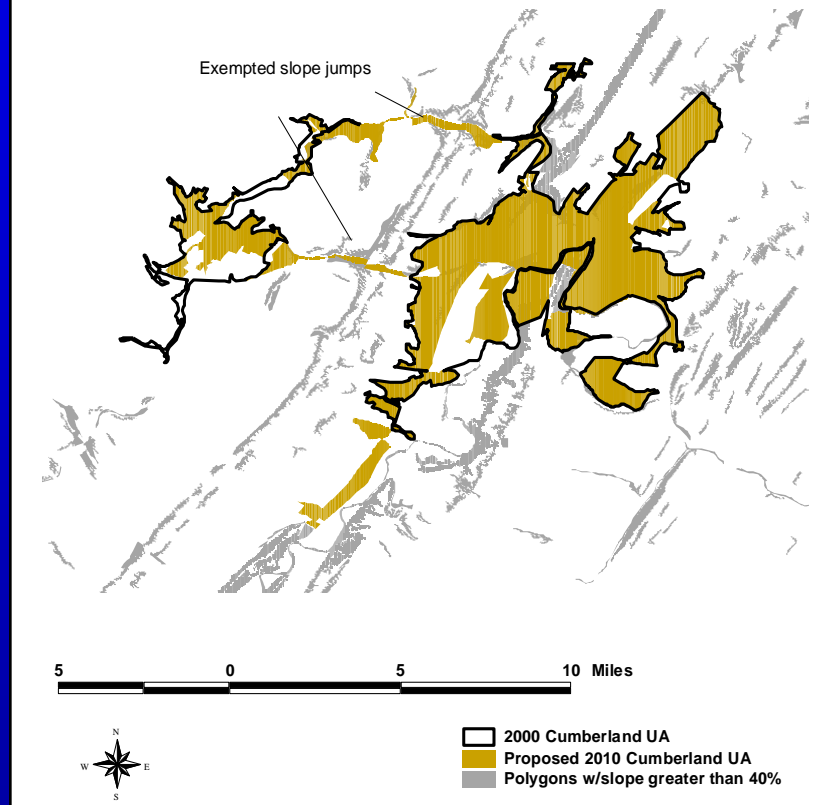 Exempted slope jumps
5 0 5 10 Miles
N
W E
S
2000 Cumberland UA
Proposed 2010 Cumberland UA
Polygons w/slope greater than 40%